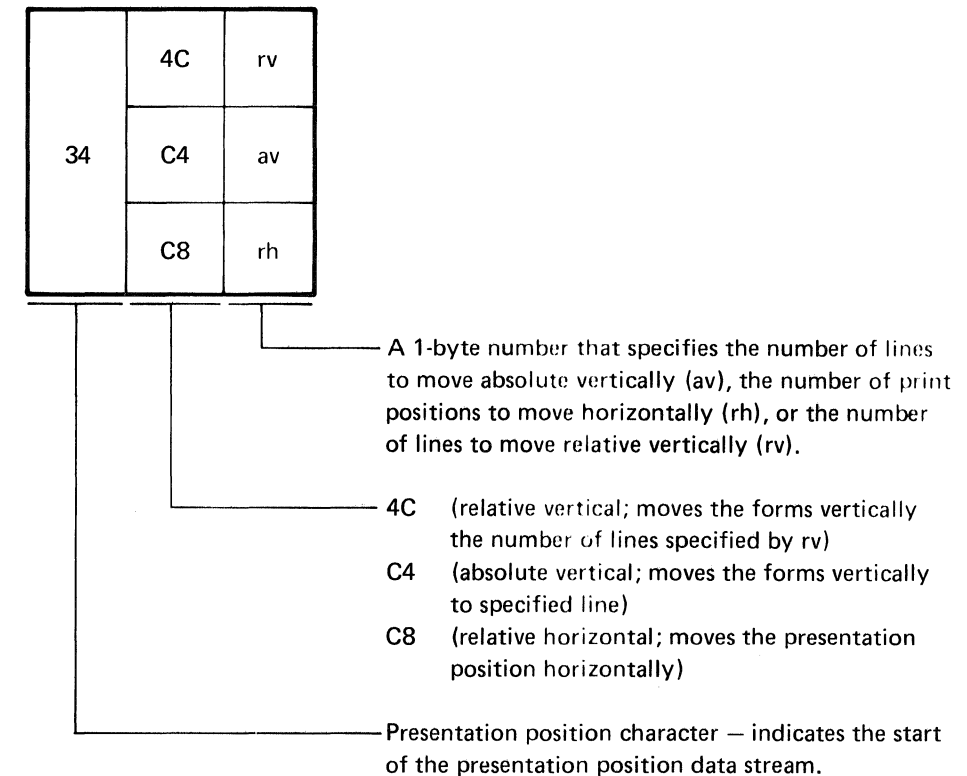 4C rv
34 C4 av
C8 rh
A 1-byte number that specifies the number of lines
to move absolute vertically (av), the number of print
positions to move horizontally (rh), or the number
of lines to move relative vertically (rv).
4C (relative vertical; moves the forms vertically
the number of lines specified by rv)
C4 (absolute vertical; moves the forms vertically
to specified line)
C8 (relative horizontal; moves the presentation
position horizontally)
Presentation position character — indicates the start
of the presentation position data stream.